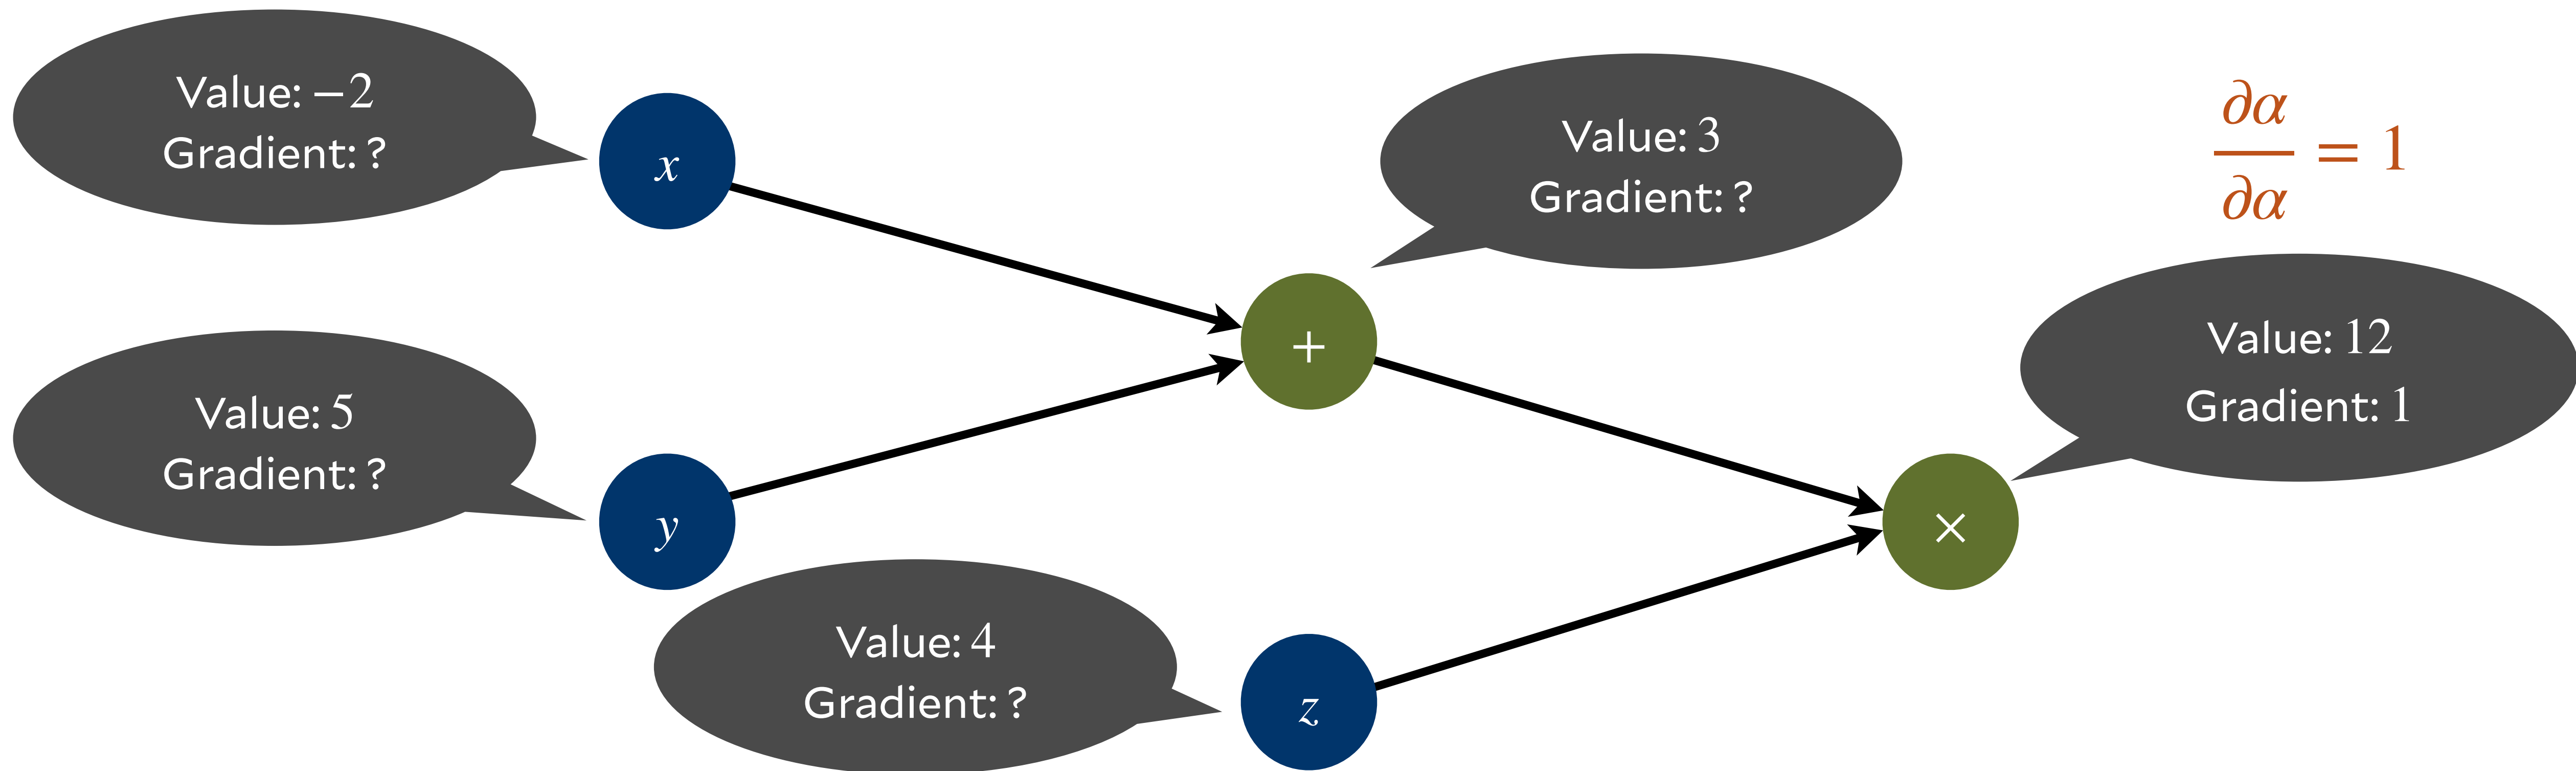 Value: −2
Gradient: ?
x
Value: 3
Gradient: ?
∂α
∂α
= 1
+
Value: 12
Gradient: 1
Value: 5
Gradient: ?
y
×
Value: 4
Gradient: ?
z